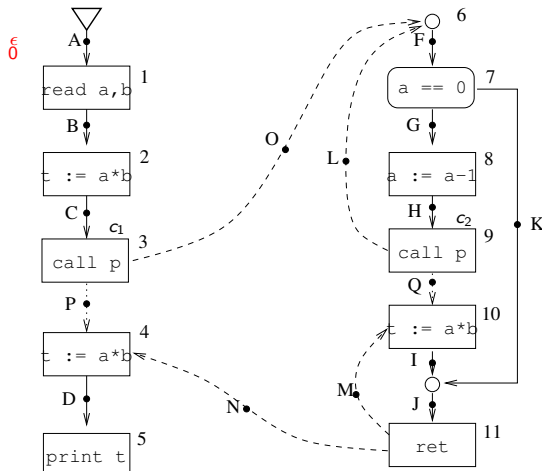 ϵ
0
A
1
read a,b
B
2
t := a*b
C
c1
3
call p
P
4
t := a*b
D
5
print t
O
L
N
M
6
F
7
a == 0
G
8
a := a-1
H
c2
9
call p
Q
10
t := a*b
I
J
11
ret
K